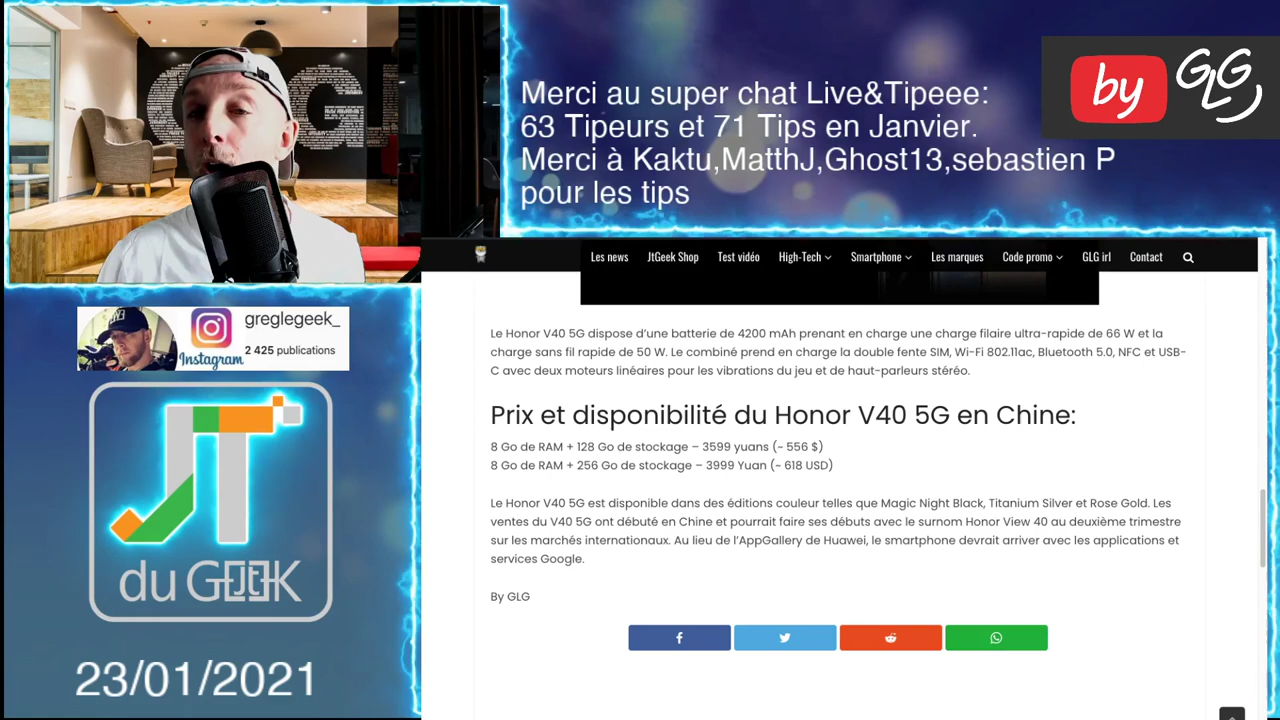 Merci au super chat Live&Tipeee:
63 Tipeurs et 71 Tips en Janvier.
Merci à Kaktu,MatthJ,Ghost13,sebastien P
pour les tips
by GLG
Les news JtGeek Shop Test vidéo High-Tech Smartphone Les marques Code promo GLG irl Contact
Le Honor V40 5G dispose d'une batterie de 4200 mAh prenant en charge une charge filaire ultra-rapide de 66 W et la
charge sans fil rapide de 50 W. Le combiné prend en charge la double fente SIM, Wi-Fi 802.11ac, Bluetooth 5.0, NFC et USB-
C avec deux moteurs linéaires pour les vibrations du jeu et de haut-parleurs stéréo.
Prix et disponibilité du Honor V40 5G en Chine:
8 Go de RAM + 128 Go de stockage – 3599 yuans (~ 556 $)
8 Go de RAM + 256 Go de stockage – 3999 Yuan (~ 618 USD)
Le Honor V40 5G est disponible dans des éditions couleur telles que Magic Night Black, Titanium Silver et Rose Gold. Les
ventes du V40 5G ont débuté en Chine et pourrait faire ses débuts avec le surnom Honor View 40 au deuxième trimestre
sur les marchés internationaux. Au lieu de l'AppGallery de Huawei, le smartphone devrait arriver avec les applications et
services Google.
By GLG
greglegeek_
Instagram
2 425 publications
JT
du GEEK
23/01/2021